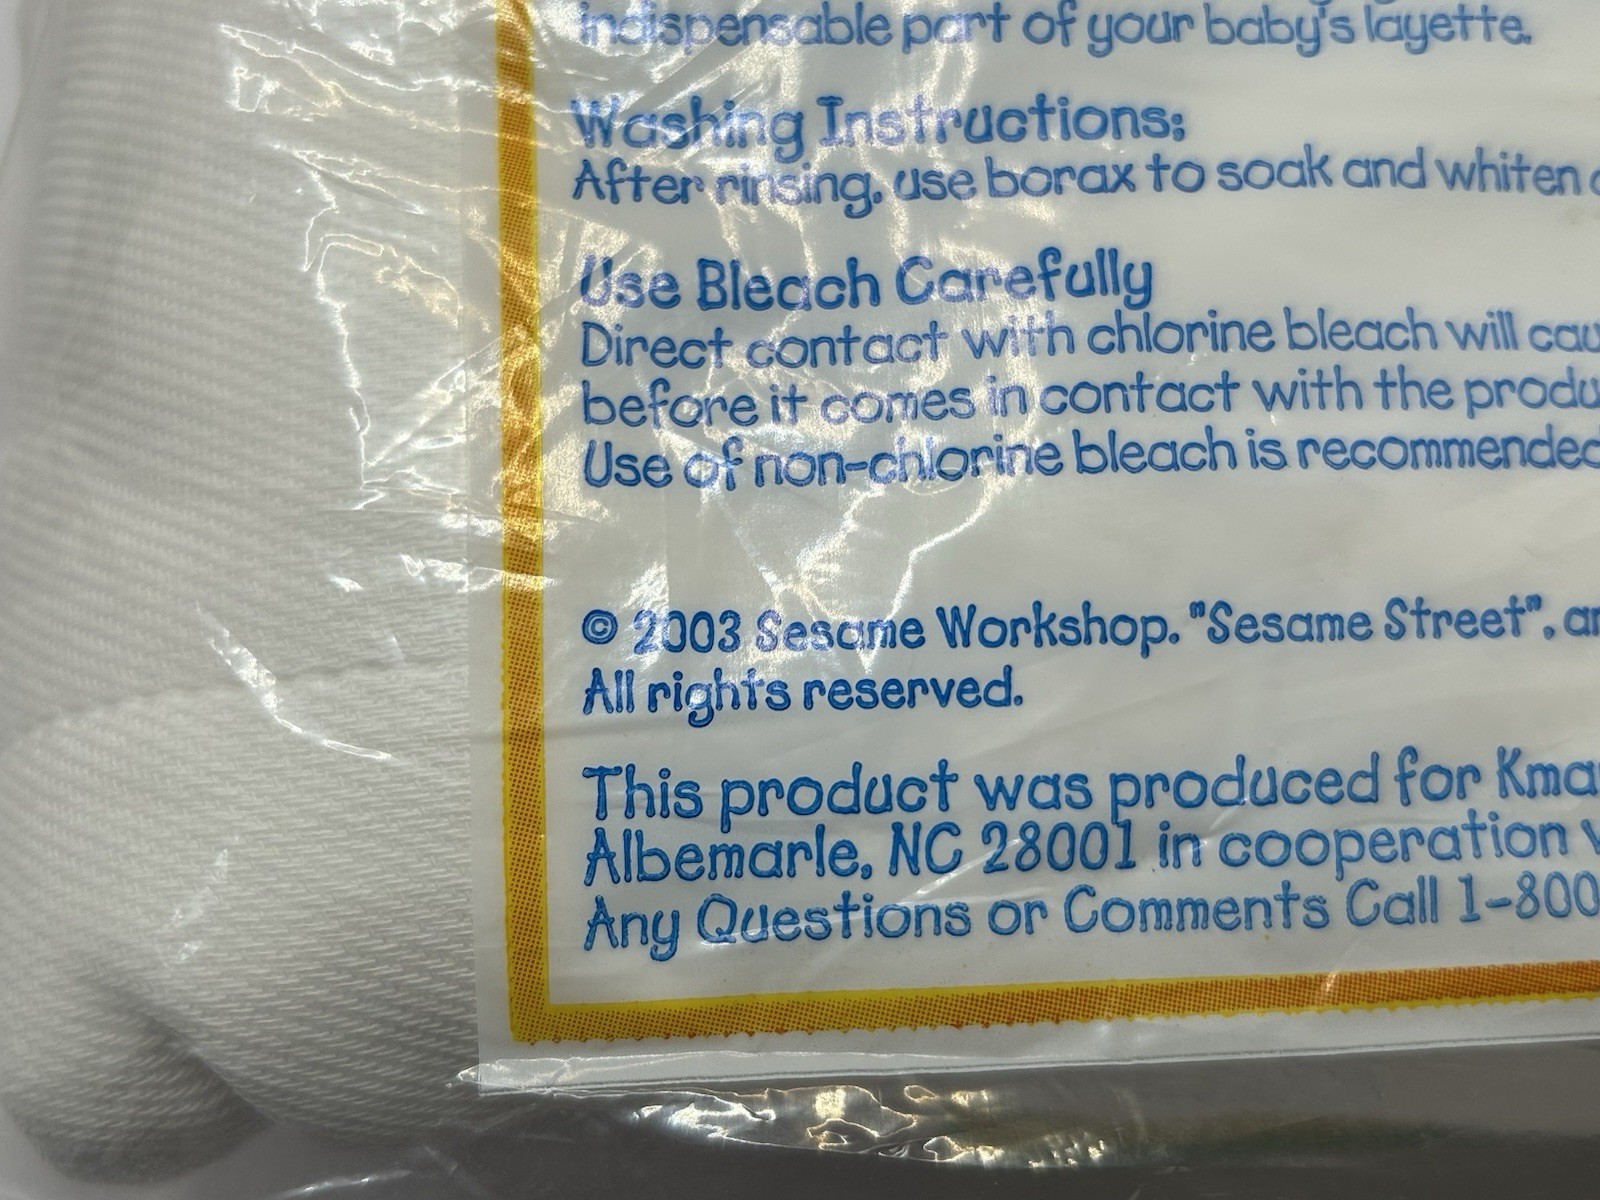 indispensable part of your baby's layette.
Washing Instructions:
After rinsing, use borax to soak and whiten
Use Bleach Carefully
Direct contact with chlorine bleach will
before it comes in contact with the
Use of non-chlorine bleach is recommended
© 2003 Sesame Workshop. "Sesame Street",
All rights reserved.
This product was produced for
Albemarle, NC 28001 in cooperation
Any Questions or Comments Call 1-800